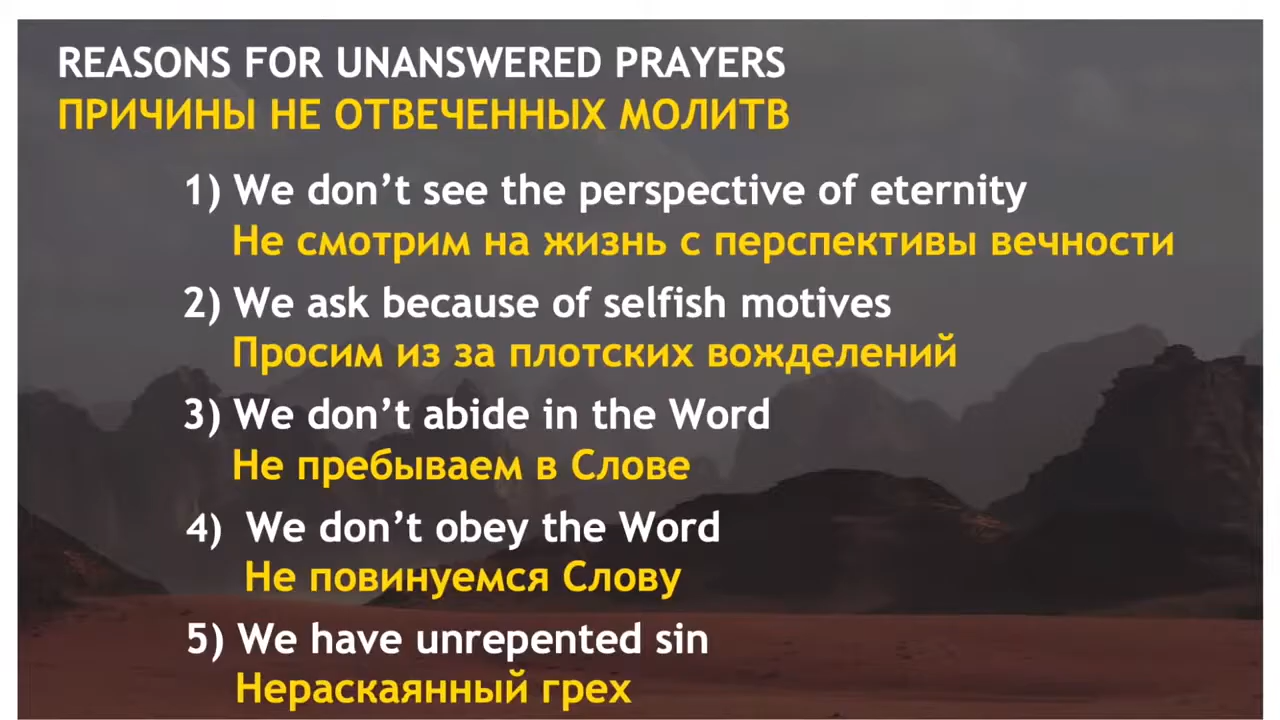 REASONS FOR UNANSWERED PRAYERS
ПРИЧИНЫ НЕ ОТВЕЧЕННЫХ МОЛИТВ
1) We don’t see the perspective of eternity
Не смотрим на жизнь с перспективы вечности
2) We ask because of selfish motives
Просим из за плотских вожделений
3) We don’t abide in the Word
Не пребываем в Слове
4) We don’t obey the Word
Не повинуемся Слову
5) We have unrepented sin
Нераскаянный грех